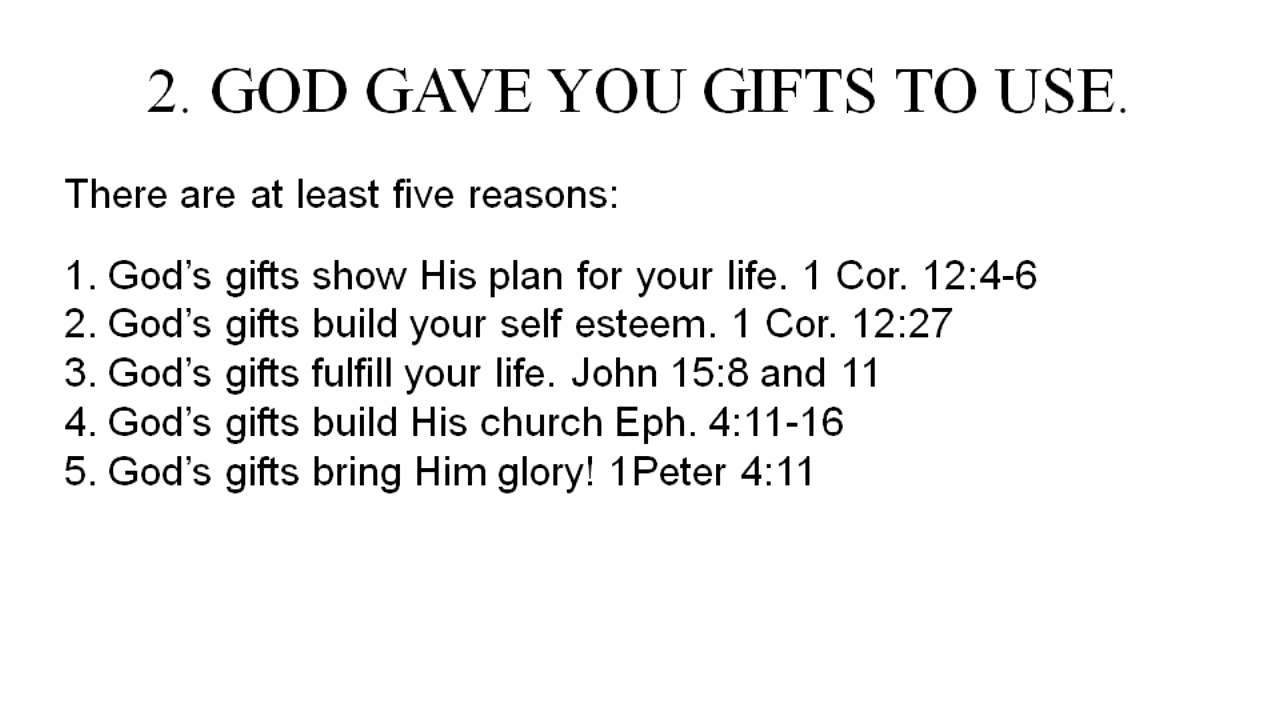 2. GOD GAVE YOU GIFTS TO USE.
There are at least five reasons:
1. God’s gifts show His plan for your life. 1 Cor. 12:4-6
2. God’s gifts build your self esteem. 1 Cor. 12:27
3. God’s gifts fulfill your life. John 15:8 and 11
4. God’s gifts build His church Eph. 4:11-16
5. God’s gifts bring Him glory! 1Peter 4:11